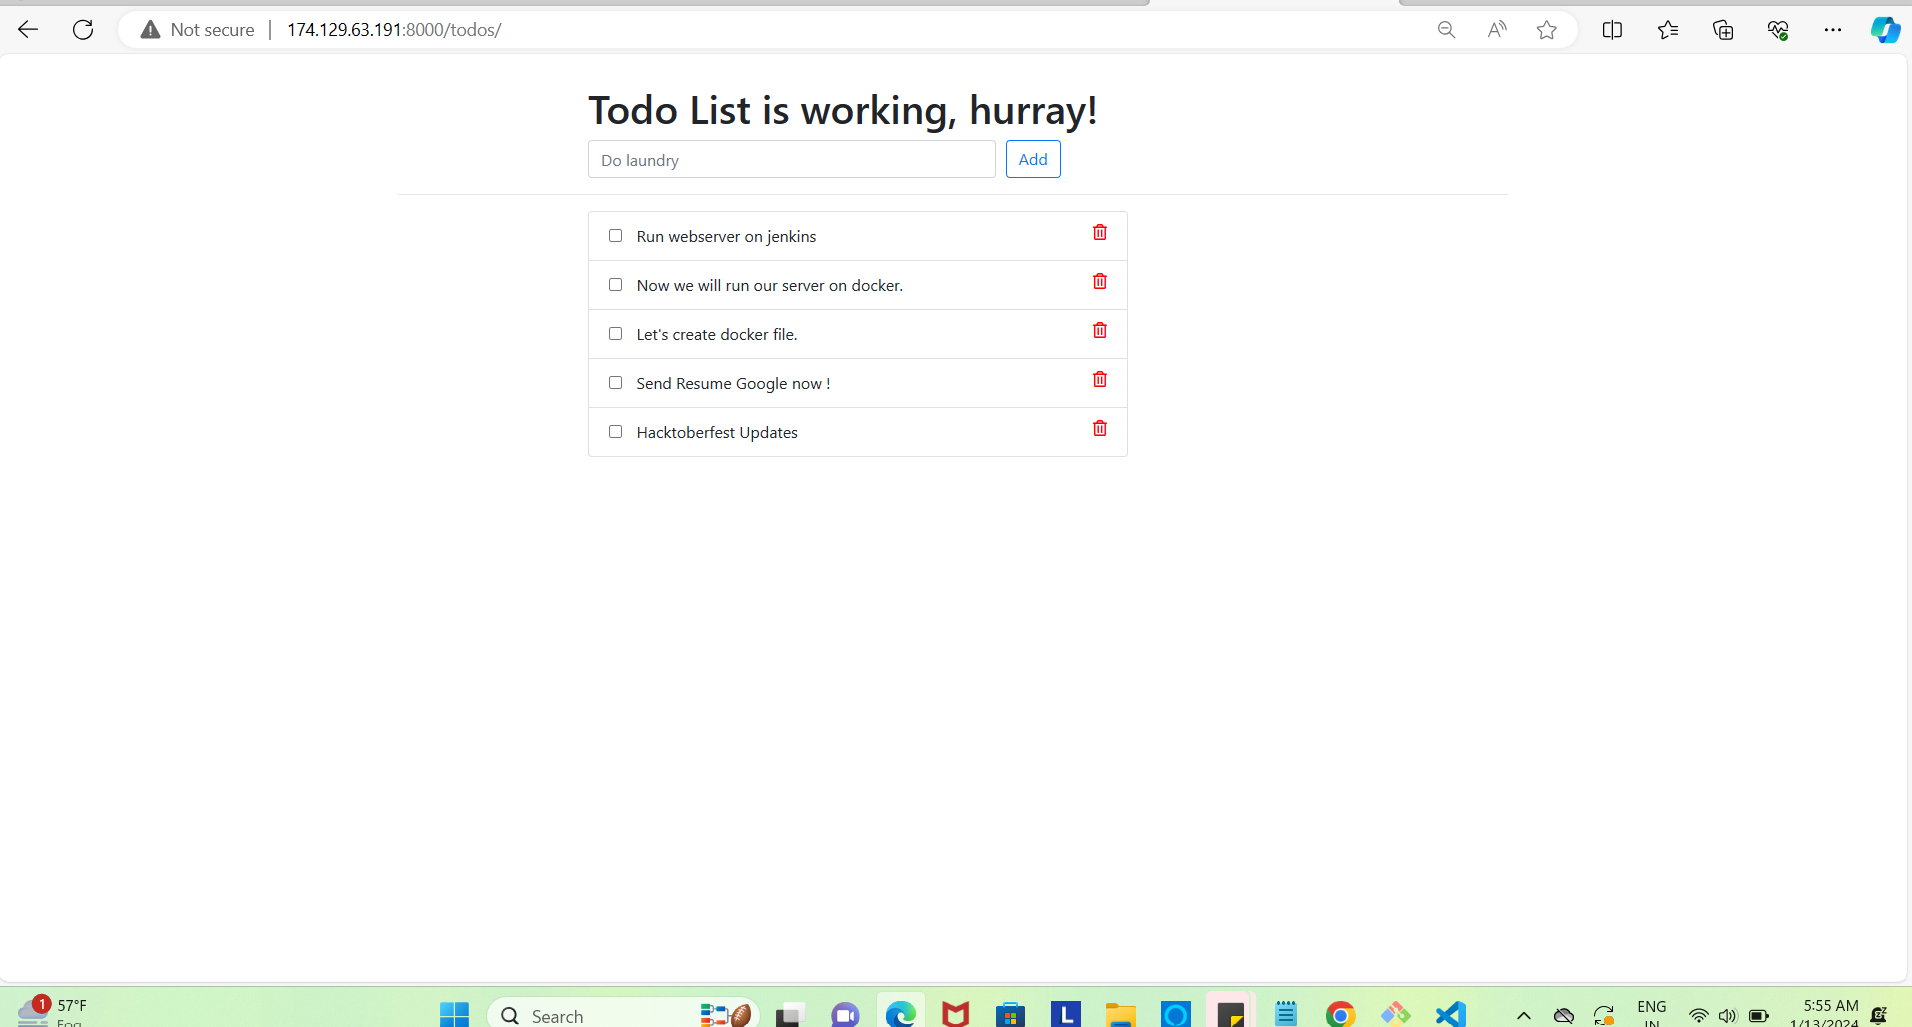 Not secure | 174.129.63.191:8000/todos/
Todo List is working, hurray!
Do laundry Add
Run webserver on jenkins
Now we will run our server on docker.
Let's create docker file.
Send Resume Google now !
Hacktoberfest Updates
1 57°F
Fog
Search
L
ENG
IN
5:55 AM
1/13/2024